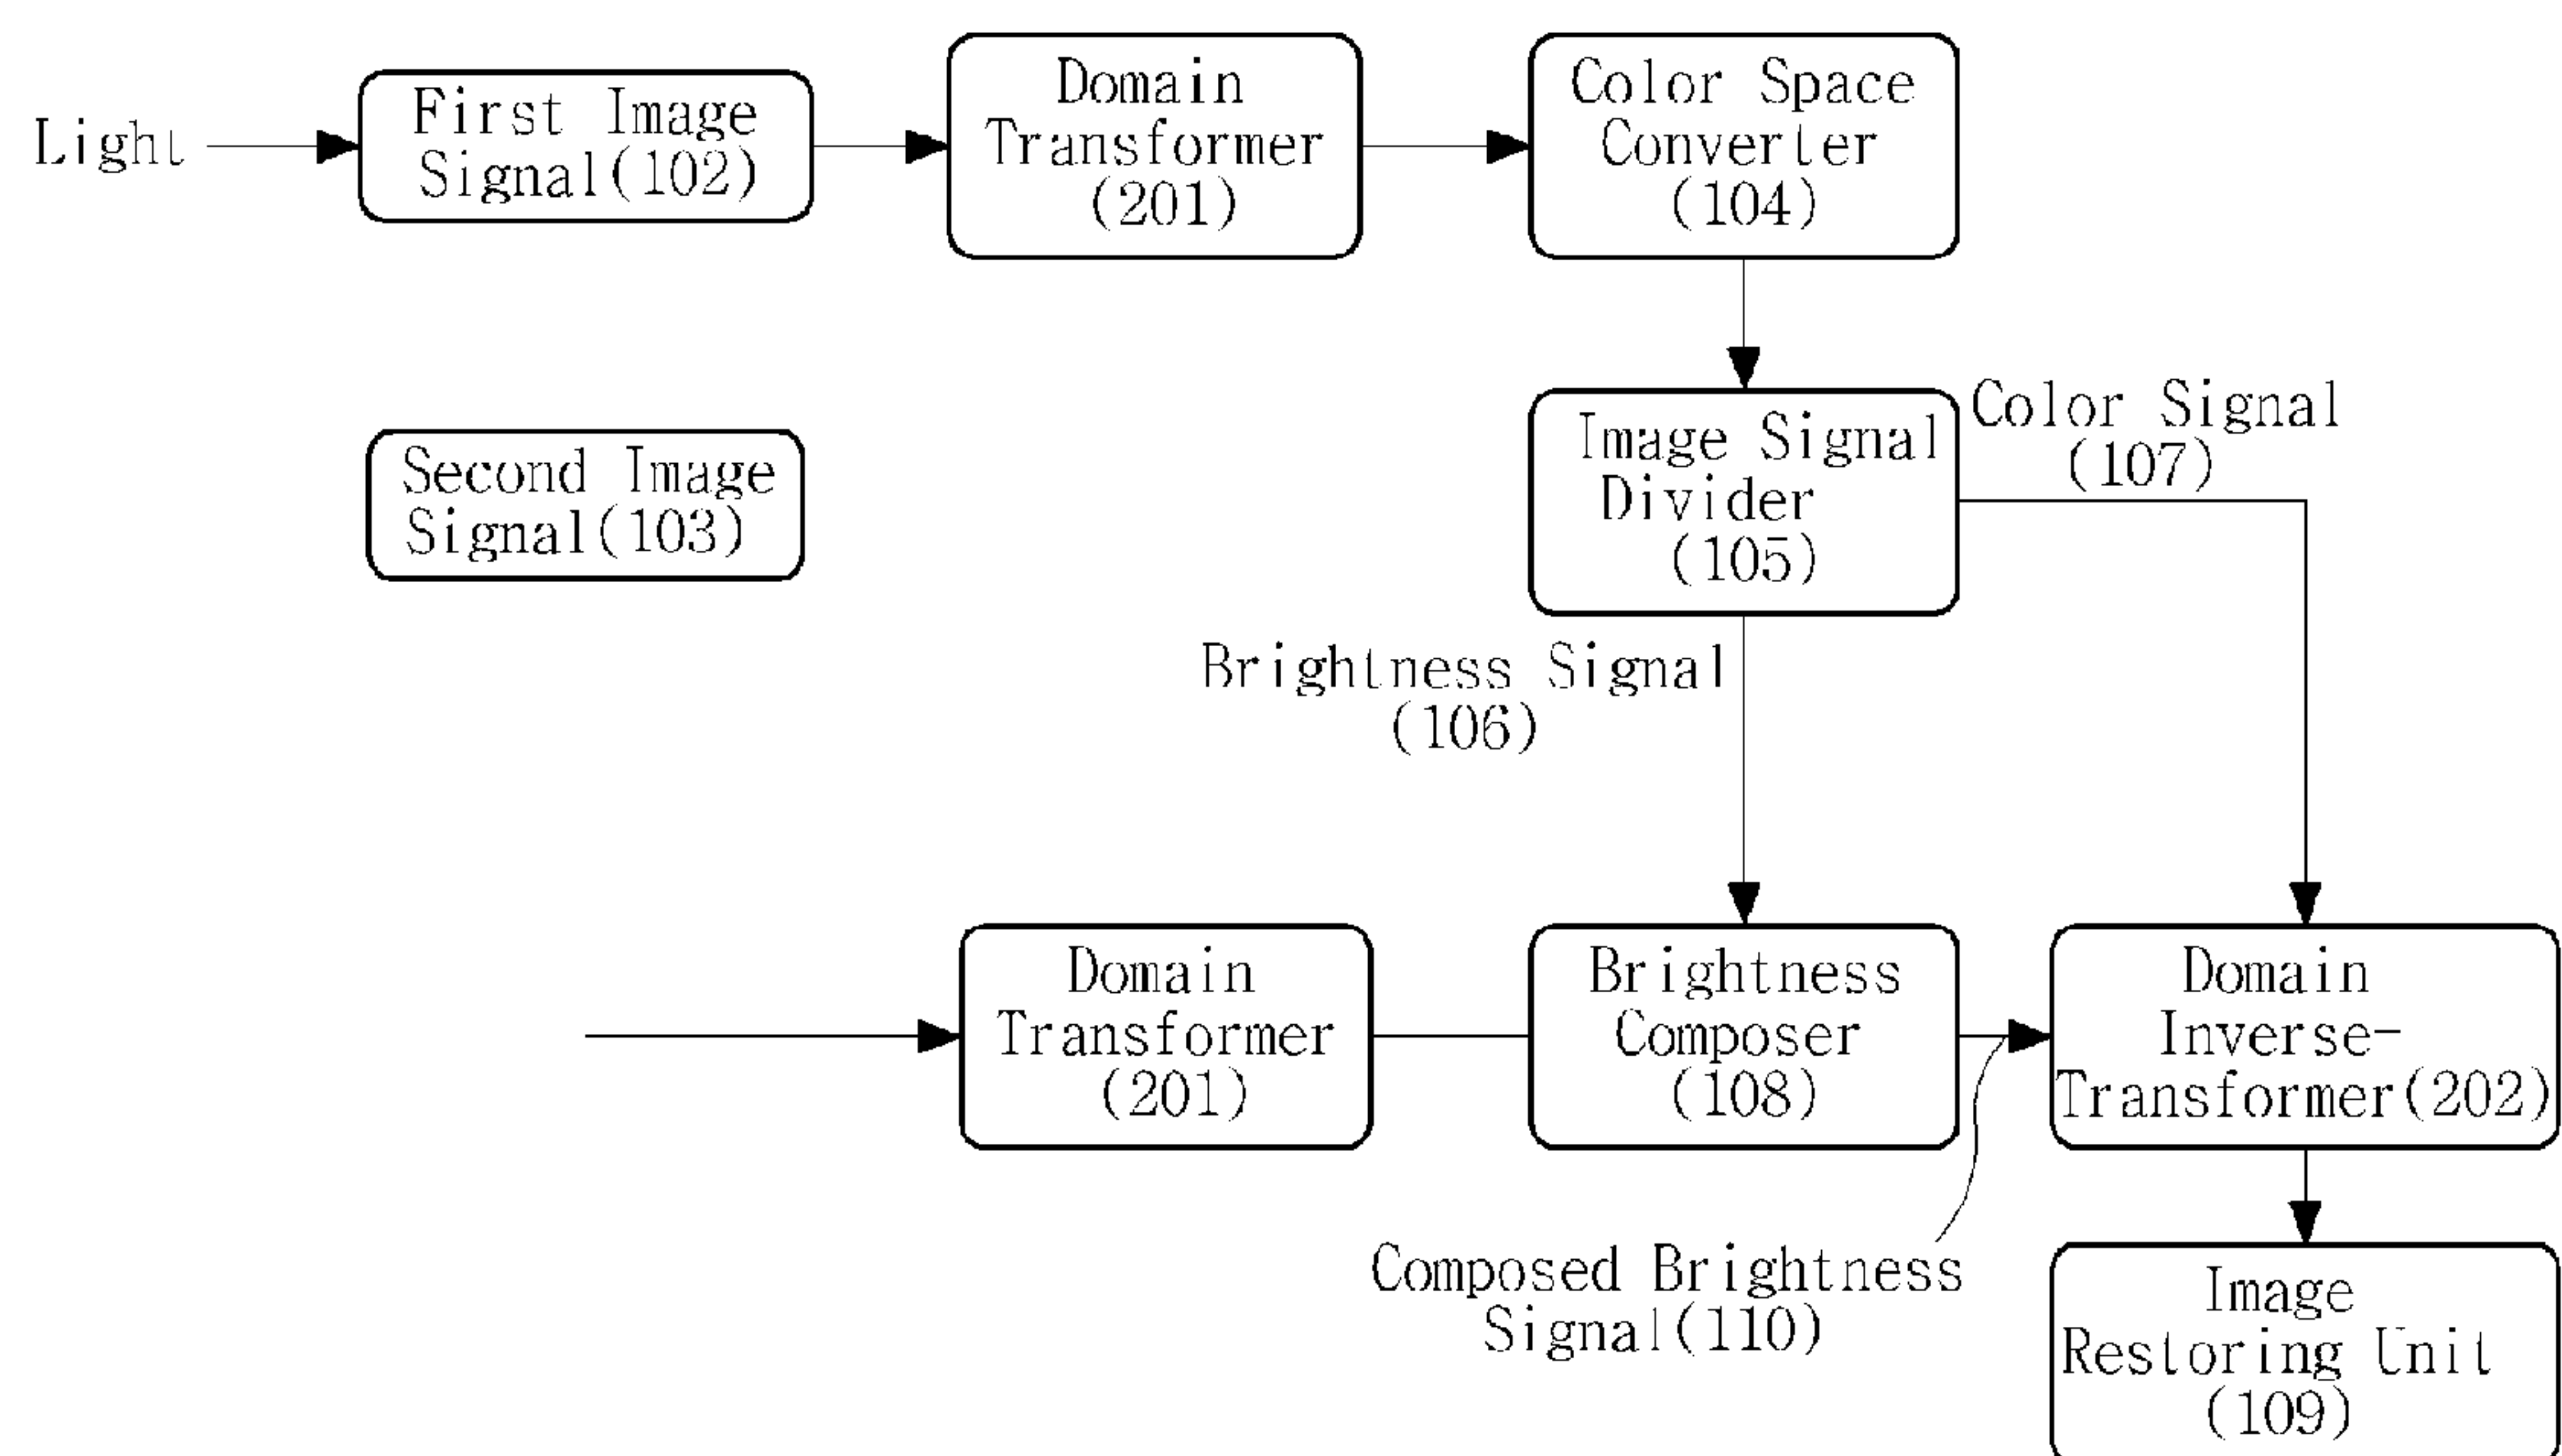 Light
First Image
Signal(102)
Domain
Transformer
(201)
Color Space
Converter
(104)
Second Image
Signal(103)
Image Signal
Divider
(105)
Color Signal
(107)
Brightness Signal
(106)
Domain
Transformer
(201)
Brightness
Composer
(108)
Domain
Inverse-
Transformer(202)
Composed Brightness
Signal(110)
Image
Restoring Unit
(109)